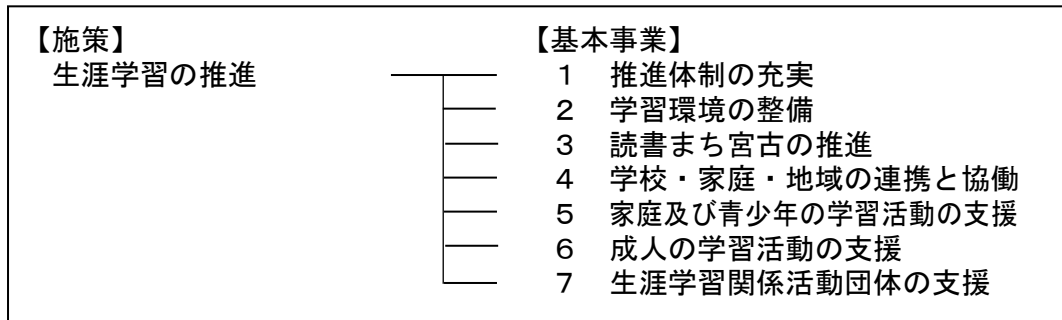 【施策】 【基本事業】
生涯学習の推進 1 推進体制の充実
2 学習環境の整備
3 読書まち宮古の推進
4 学校・家庭・地域の連携と協働
5 家庭及び青少年の学習活動の支援
6 成人の学習活動の支援
7 生涯学習関係活動団体の支援